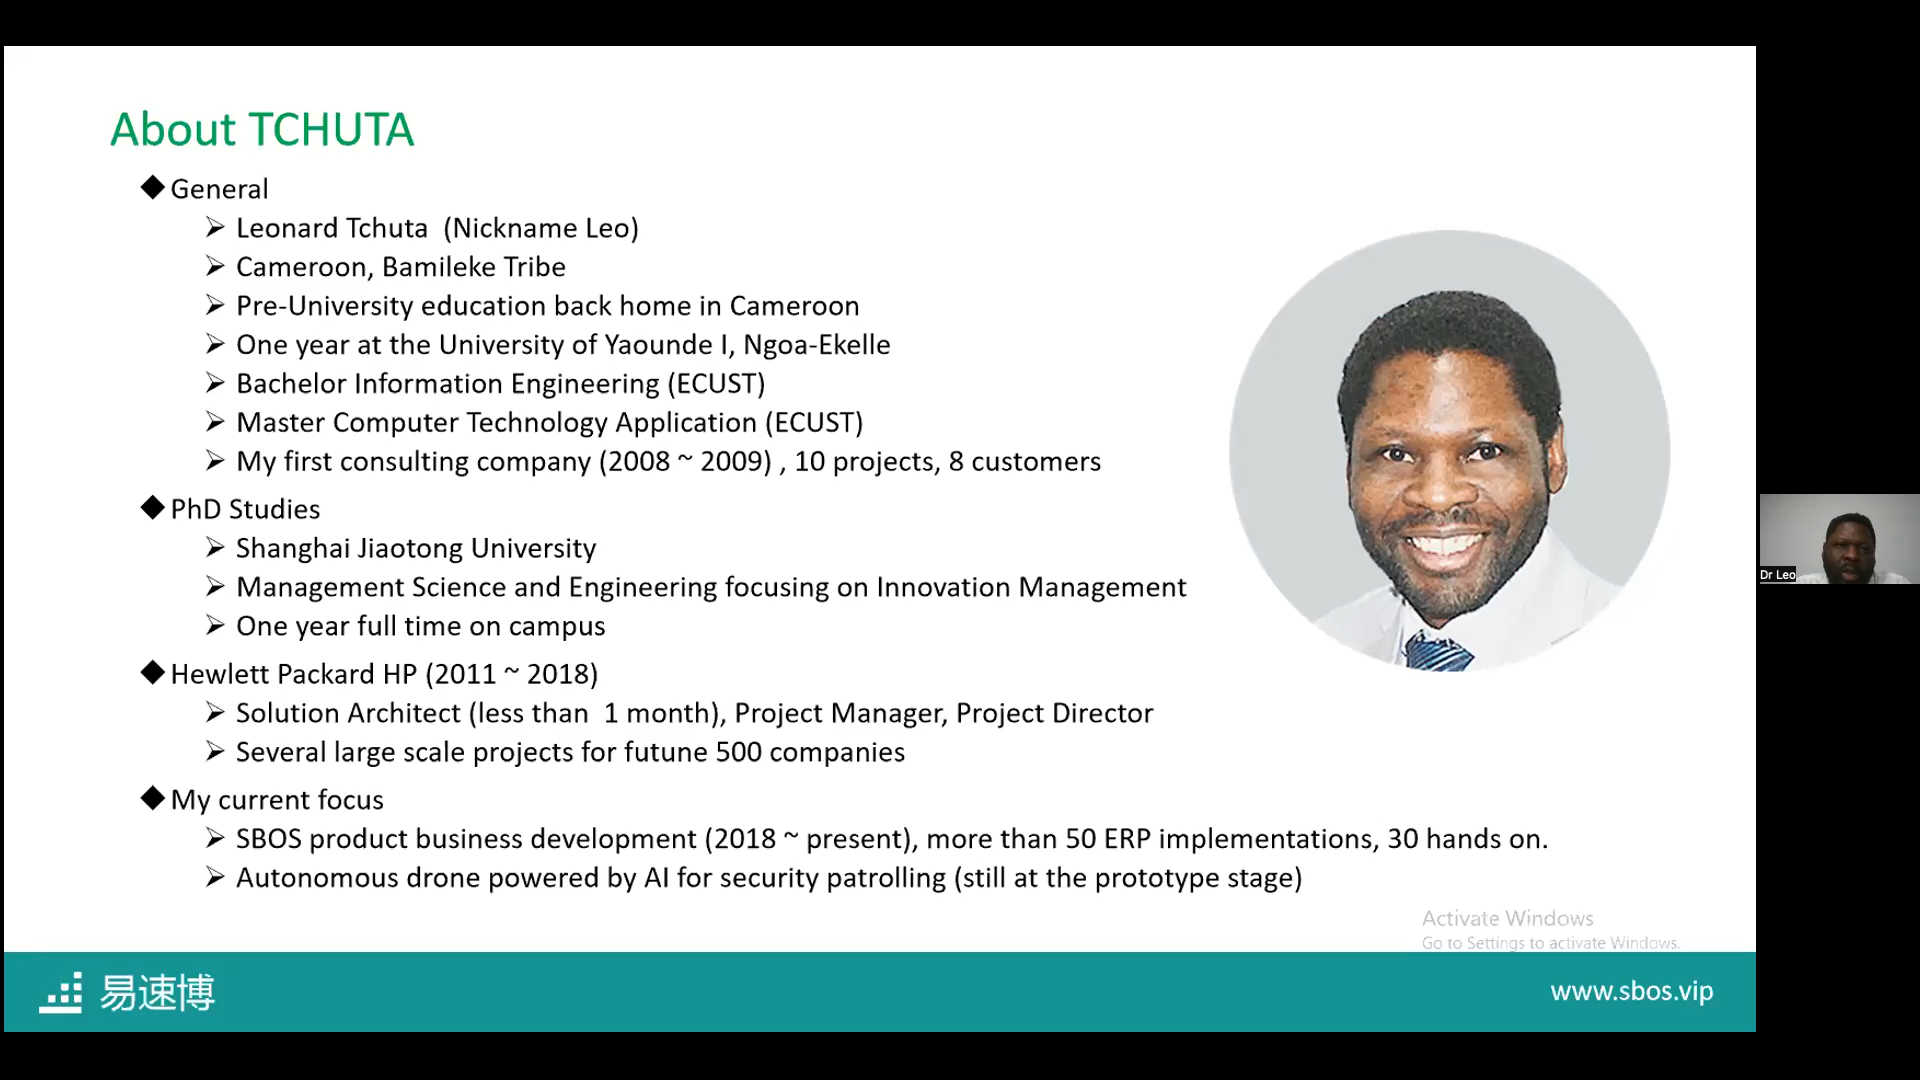 About TCHUTA
General
Leonard Tchuta (Nickname Leo)
Cameroon, Bamileke Tribe
Pre-University education back home in Cameroon
One year at the University of Yaounde I, Ngoa-Ekelle
Bachelor Information Engineering (ECUST)
Master Computer Technology Application (ECUST)
My first consulting company (2008 ~ 2009) , 10 projects, 8 customers
PhD Studies
Shanghai Jiaotong University
Management Science and Engineering focusing on Innovation Management
One year full time on campus
Hewlett Packard HP (2011 ~ 2018)
Solution Architect (less than 1 month), Project Manager, Project Director
Several large scale projects for futune 500 companies
My current focus
SBOS product business development (2018 ~ present), more than 50 ERP implementations, 30 hands on.
Autonomous drone powered by AI for security patrolling (still at the prototype stage)
Activate Windows
Go to Settings to activate Windows.
易速博
www.sbos.vip
Dr Leo